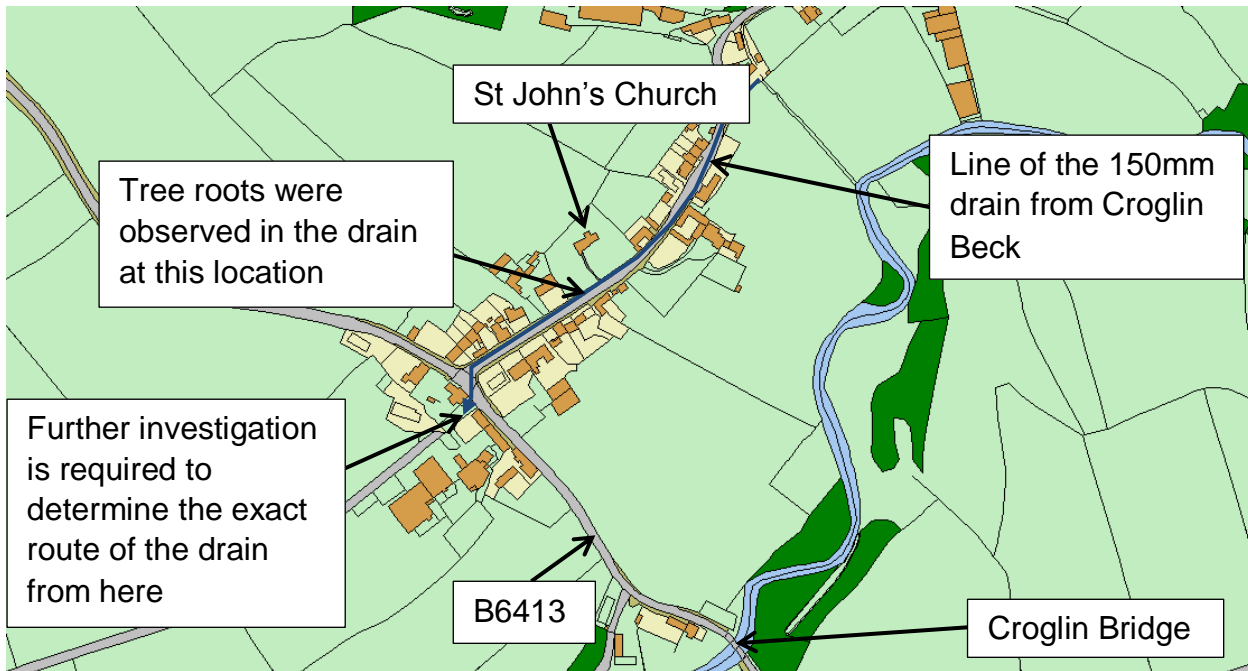 St John’s Church
Tree roots were
observed in the drain
at this location
Line of the 150mm
drain from Croglin
Beck
Further investigation
is required to
determine the exact
route of the drain
from here
B6413
Croglin Bridge